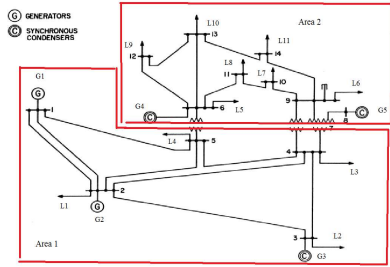 G GENERATORS
C SYNCHRONOUS
CONDENSERS
Area 2
L10
13
L9
12
L11
14
L8
11
L7
10
G1
G
1
G4
C
6
L5
9
L6
C
G5
8
7
L4
5
4
L3
L1
2
G
G2
L2
3
C
G3
Area 1